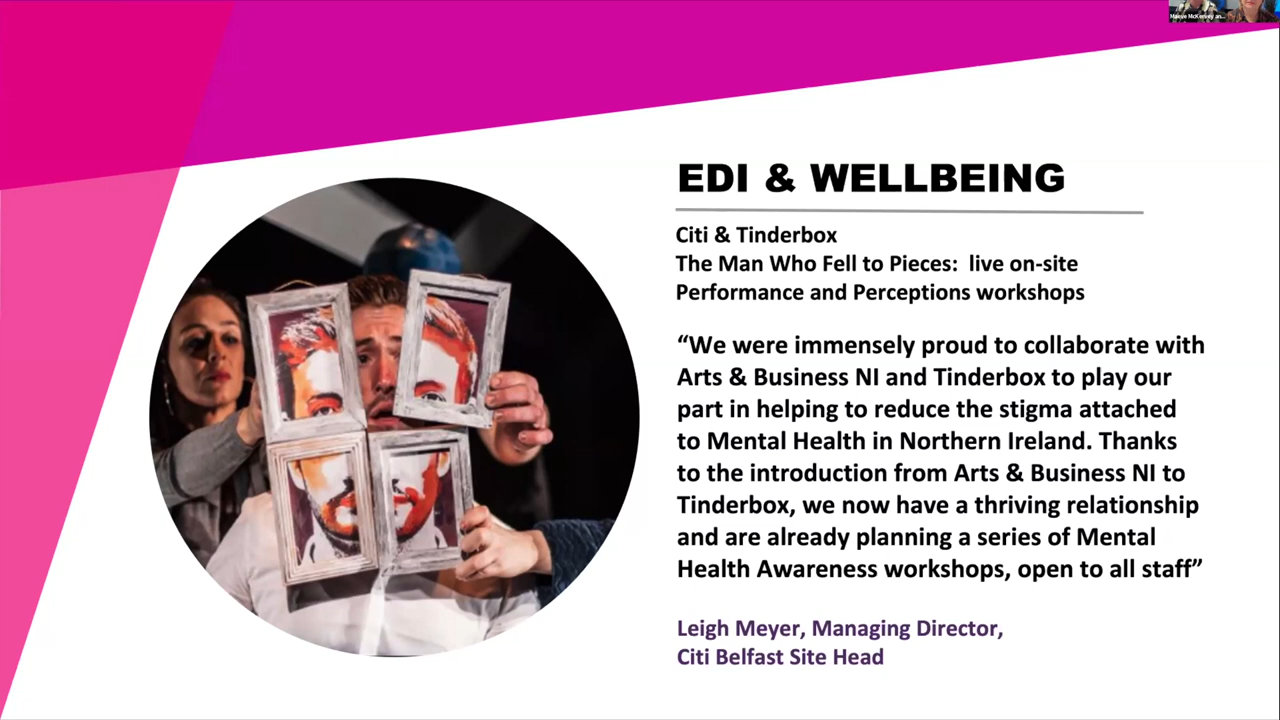 Maeve McKervey an...
EDI & WELLBEING
Citi & Tinderbox
The Man Who Fell to Pieces: live on-site
Performance and Perceptions workshops
“We were immensely proud to collaborate with
Arts & Business NI and Tinderbox to play our
part in helping to reduce the stigma attached
to Mental Health in Northern Ireland. Thanks
to the introduction from Arts & Business NI to
Tinderbox, we now have a thriving relationship
and are already planning a series of Mental
Health Awareness workshops, open to all staff”
Leigh Meyer, Managing Director,
Citi Belfast Site Head